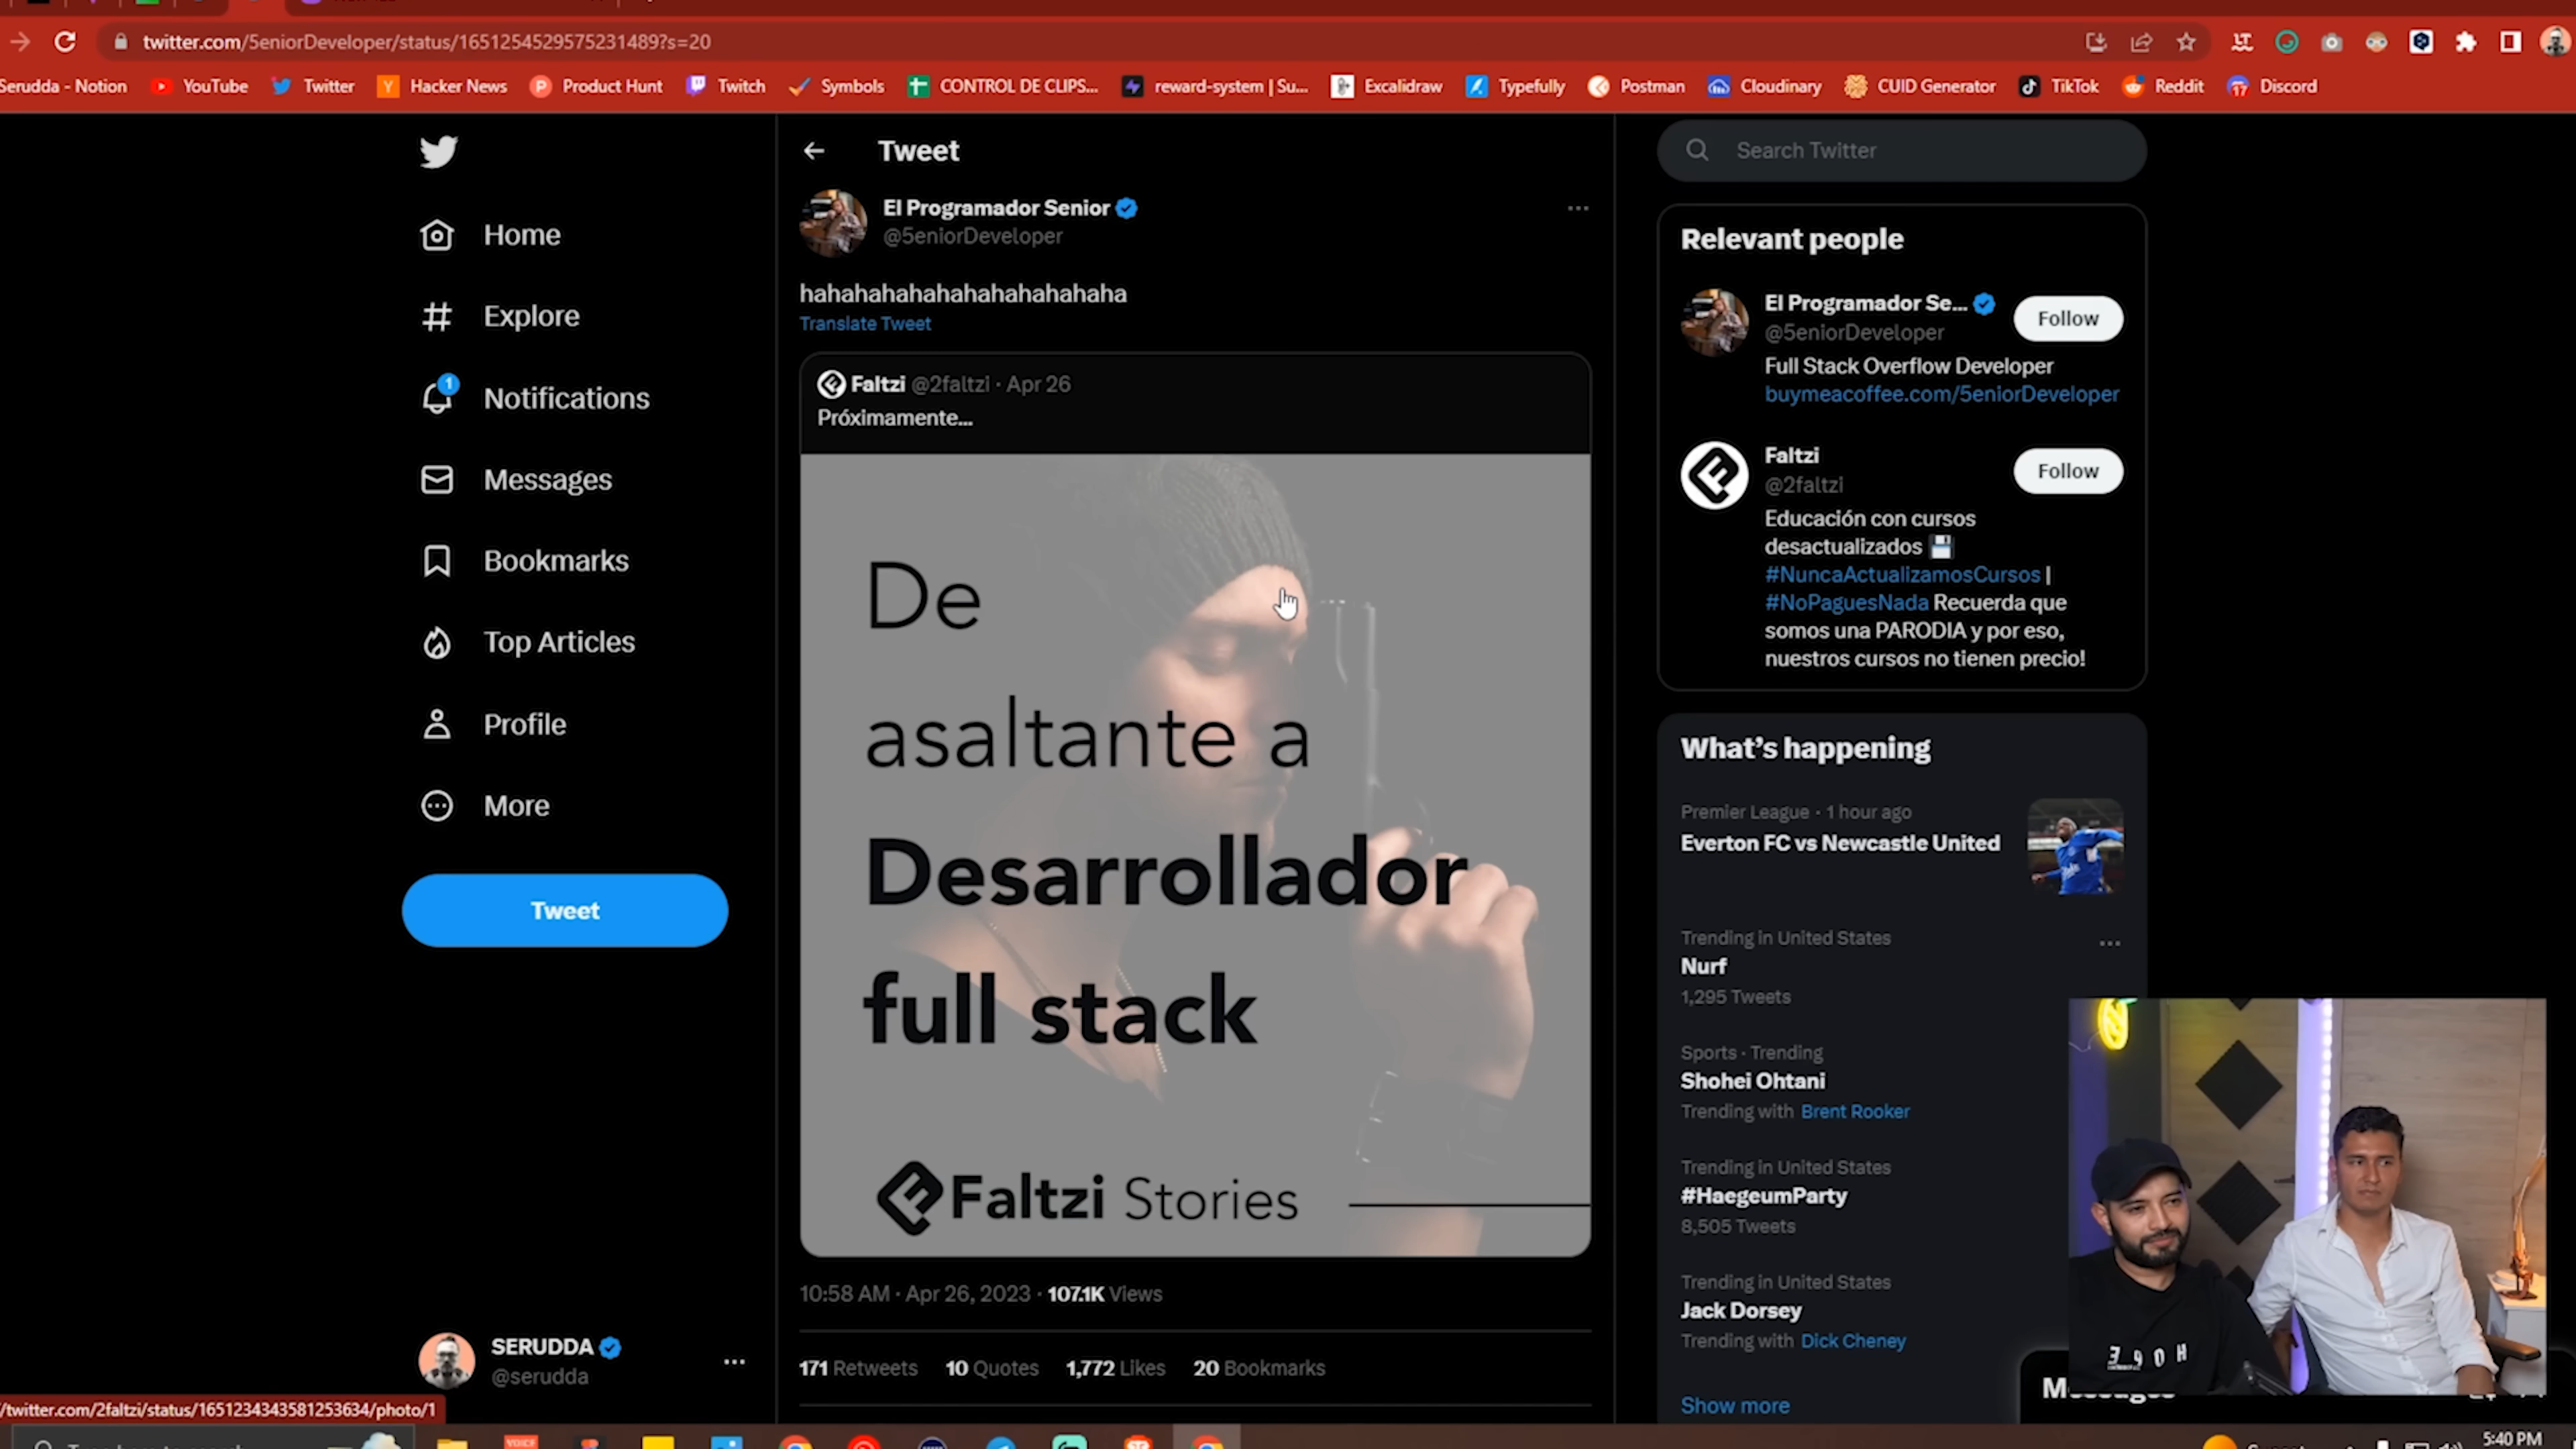 twitter.com/5eniorDeveloper/status/1651254529575231489?s=20
Serudda - Notion
YouTube
Twitter
Hacker News
Product Hunt
Twitch
Symbols
CONTROL DE CLIPS...
reward-system | Su...
Excalidraw
Typefully
Postman
Cloudinary
CUID Generator
TikTok
Reddit
Discord
Home
Explore
1
Notifications
Messages
Bookmarks
Top Articles
Profile
More
Tweet
SERUDDA
@serudda
/twitter.com/2faltzi/status/1651234343581253634/photo/1
Tweet
El Programador Senior
@5eniorDeveloper
hahahahahahahahahahahaha
Translate Tweet
Faltzi @2faltzi · Apr 26
Próximamente...
De
asaltante a
Desarrollador
full stack
Faltzi Stories
10:58 AM · Apr 26, 2023 · 107.1K Views
171 Retweets 10 Quotes 1,772 Likes 20 Bookmarks
Search Twitter
Relevant people
El Programador Se...
@5eniorDeveloper
Follow
Full Stack Overflow Developer
buymeacoffee.com/5eniorDeveloper
Faltzi
@2faltzi
Follow
Educación con cursos
desactualizados
#NuncaActualizamosCursos |
#NoPaguesNada Recuerda que
somos una PARODIA y por eso,
nuestros cursos no tienen precio!
What's happening
Premier League · 1 hour ago
Everton FC vs Newcastle United
Trending in United States
Nurf
1,295 Tweets
Sports · Trending
Shohei Ohtani
Trending with Brent Rooker
Trending in United States
#HaegeumParty
8,505 Tweets
Trending in United States
Jack Dorsey
Trending with Dick Cheney
Show more
HOPE
5:40 PM